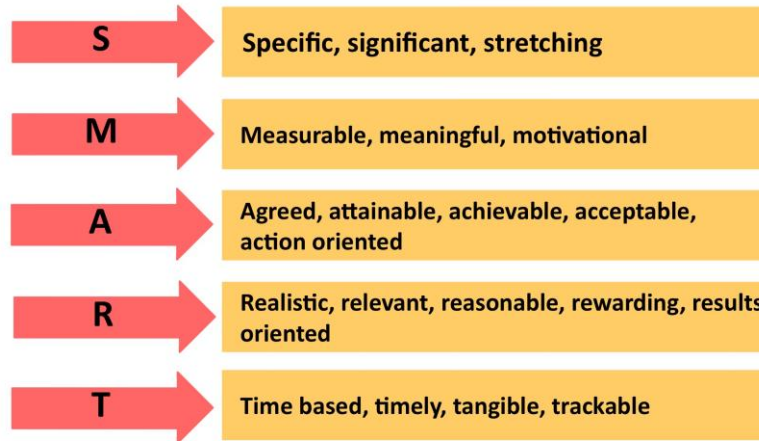 S
Specific, significant, stretching
M
Measurable, meaningful, motivational
A
Agreed, attainable, achievable, acceptable,
action oriented
R
Realistic, relevant, reasonable, rewarding, results
oriented
T
Time based, timely, tangible, trackable